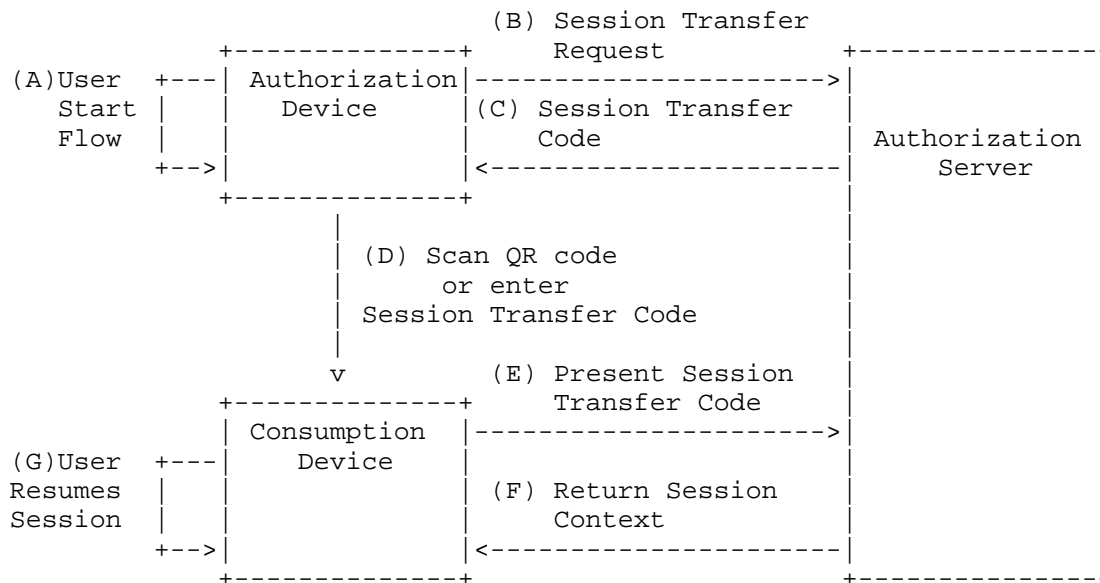 (B) Session Transfer
Request
(A)User
Start
Flow
Authorization
Device
(C) Session Transfer
Code
Authorization
Server
(D) Scan QR code
or enter
Session Transfer Code
(E) Present Session
Transfer Code
Consumption
Device
(G)User
Resumes
Session
(F) Return Session
Context